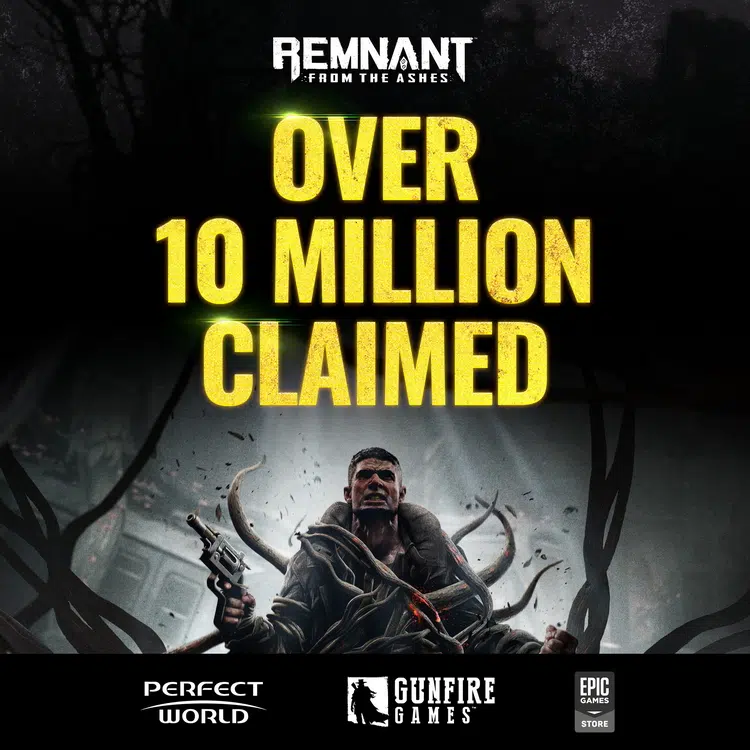 REMNANT
FROM THE ASHES
OVER
10 MILLION
CLAIMED
PERFECT
WORLD
GUNFIRE
GAMES
EPIC
GAMES
STORE